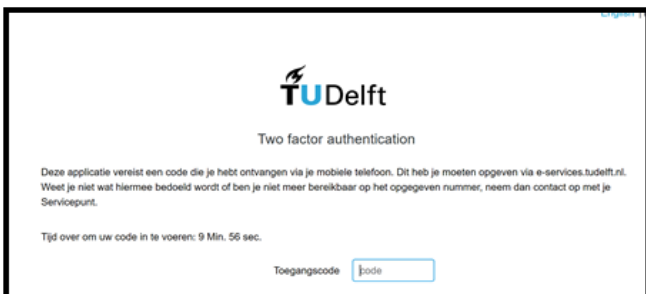 English
TUDelft
Two factor authentication
Deze applicatie vereist een code die je hebt ontvangen via je mobiele telefoon. Dit heb je moeten opgeven via e-services.tudelft.nl.
Weet je niet wat hiermee bedoeld wordt of ben je niet meer bereikbaar op het opgegeven nummer, neem dan contact op met je
Servicepunt.
Tijd over om uw code in te voeren: 9 Min. 56 sec.
Toegangscode code